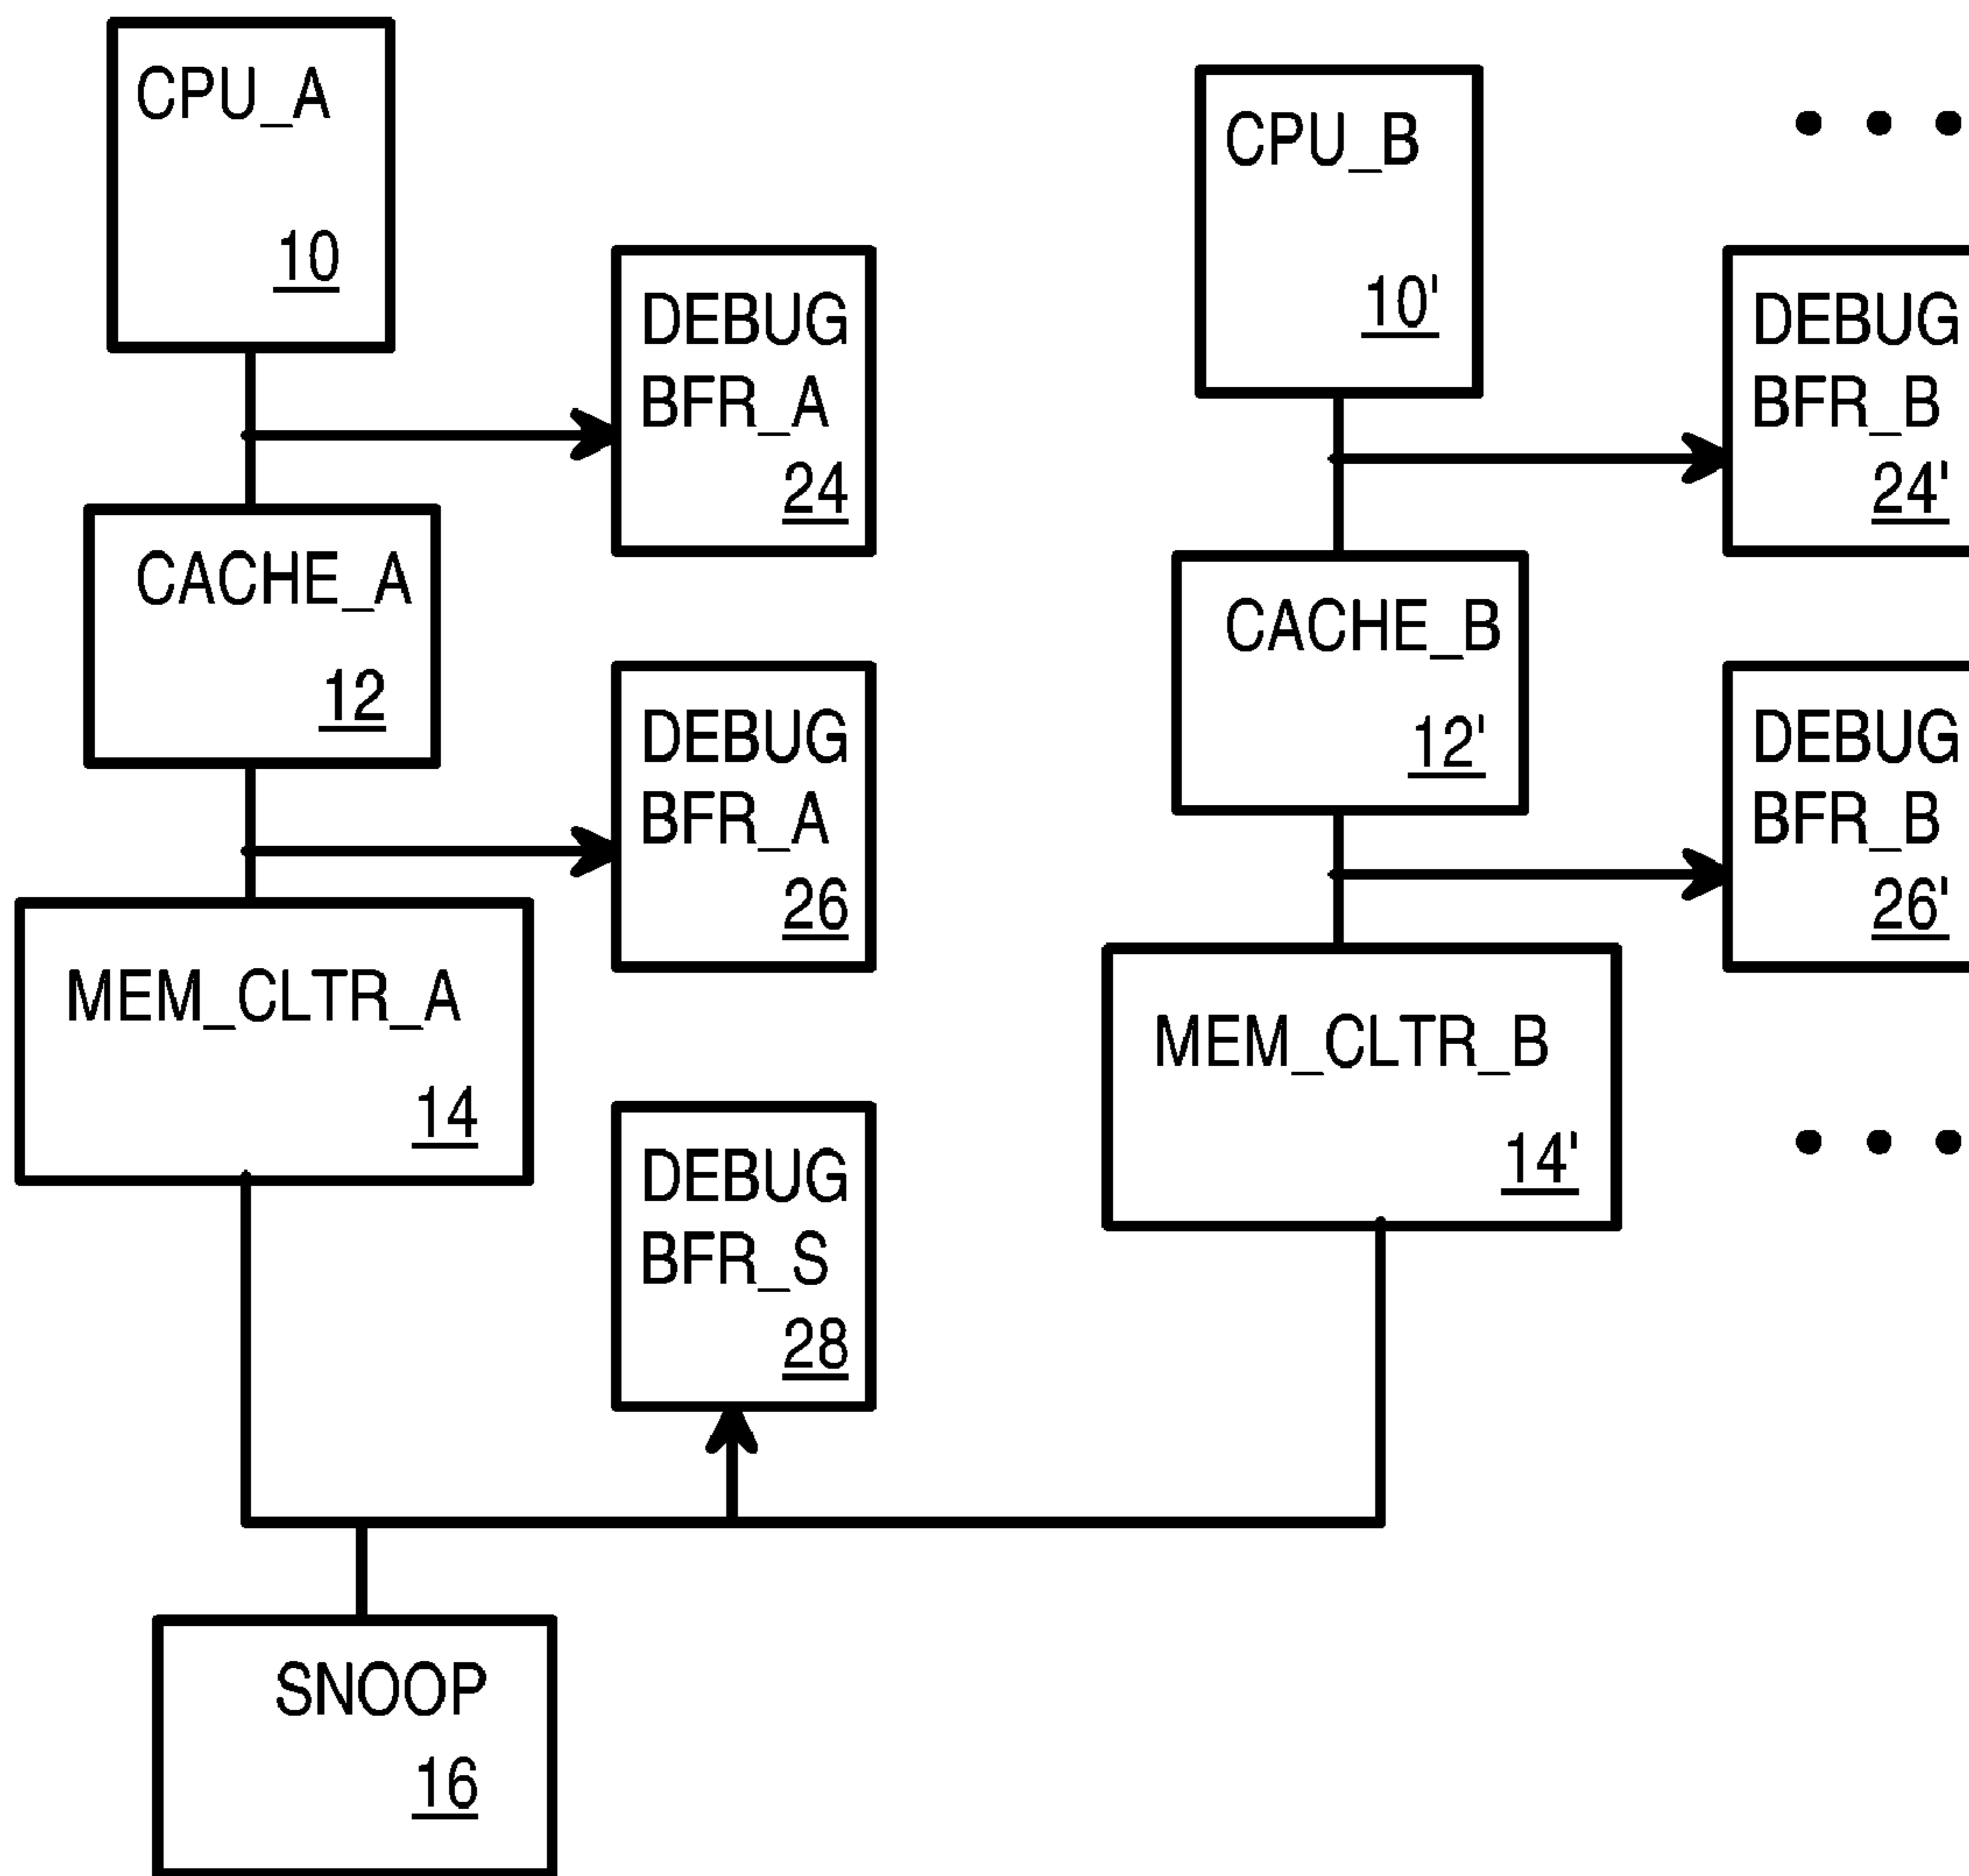 CPU_A
10
DEBUG
BFR_A
24
CACHE_A
12
DEBUG
BFR_A
26
MEM_CLTR_A
14
DEBUG
BFR_S
28
SNOOP
16
CPU_B
10'
DEBUG
BFR_B
24'
CACHE_B
12'
DEBUG
BFR_B
26'
MEM_CLTR_B
14'